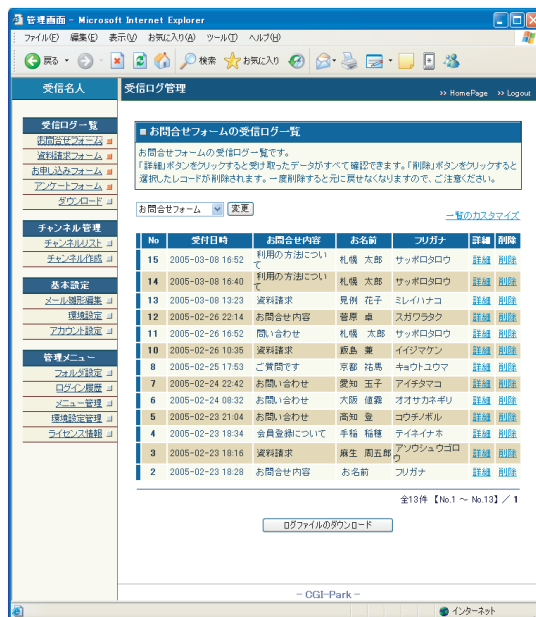 管理画面 - Microsoft Internet Explorer
ファイル(F) 編集(E) 表示(V) お気に入り(A) ツール(T) ヘルプ(H)
戻る 検索 お気に入り
受信名人
受信ログ管理
>> HomePage >> Logout
受信ログ一覧
お問合せフォーム
資料請求フォーム
お申し込みフォーム
アンケートフォーム
ダウンロード
チャンネル管理
チャンネルリスト
チャンネル作成
基本設定
メール雛形編集
環境設定
アカウント設定
管理メニュー
フォルダ設定
ログイン履歴
メニュー管理
環境設定管理
ライセンス情報
■ お問合せフォームの受信ログ一覧
お問合せフォームの受信ログ一覧です。
「詳細」ボタンをクリックすると受け取ったデータがすべて確認できます。「削除」ボタンをクリックすると
選択したレコードが削除されます。一度削除すると元に戻せなくなりますので、ご注意ください。
お問合せフォーム 変更
一覧のカスタマイズ
No 受付日時 お問合せ内容 お名前 フリガナ 詳細 削除
15 2005-03-08 16:52 利用の方法について 札幌 太郎 サッポロタロウ 詳細 削除
14 2005-03-08 16:40 利用の方法について 札幌 太郎 サッポロタロウ 詳細 削除
13 2005-03-08 13:23 資料請求 見例 花子 ミレイハナコ 詳細 削除
12 2005-02-26 22:14 お問合せ内容 菅原 卓 スガワラタク 詳細 削除
11 2005-02-26 16:52 問い合わせ 札幌 太郎 サッポロタロウ 詳細 削除
10 2005-02-26 10:35 資料請求 飯島 兼 イイジマケン 詳細 削除
8 2005-02-25 17:53 ご質問です 京都 祐馬 キョウトユウマ 詳細 削除
7 2005-02-24 22:42 お問い合わせ 愛知 玉子 アイチタマコ 詳細 削除
6 2005-02-24 08:32 お問い合わせ 大阪 値霧 オオサカネギリ 詳細 削除
5 2005-02-23 21:04 お問い合わせ 高知 登 コウチノボル 詳細 削除
4 2005-02-23 18:34 会員登録について 手稲 稲穂 テイネイナホ 詳細 削除
3 2005-02-23 18:16 資料請求 麻生 周五郎 アソウシュウゴロウ 詳細 削除
2 2005-02-23 18:28 お問合せ内容 お名前 フリガナ 詳細 削除
全13件 【No.1 ～ No.13】 / 1
ログファイルのダウンロード
- CGI-Park -
インターネット